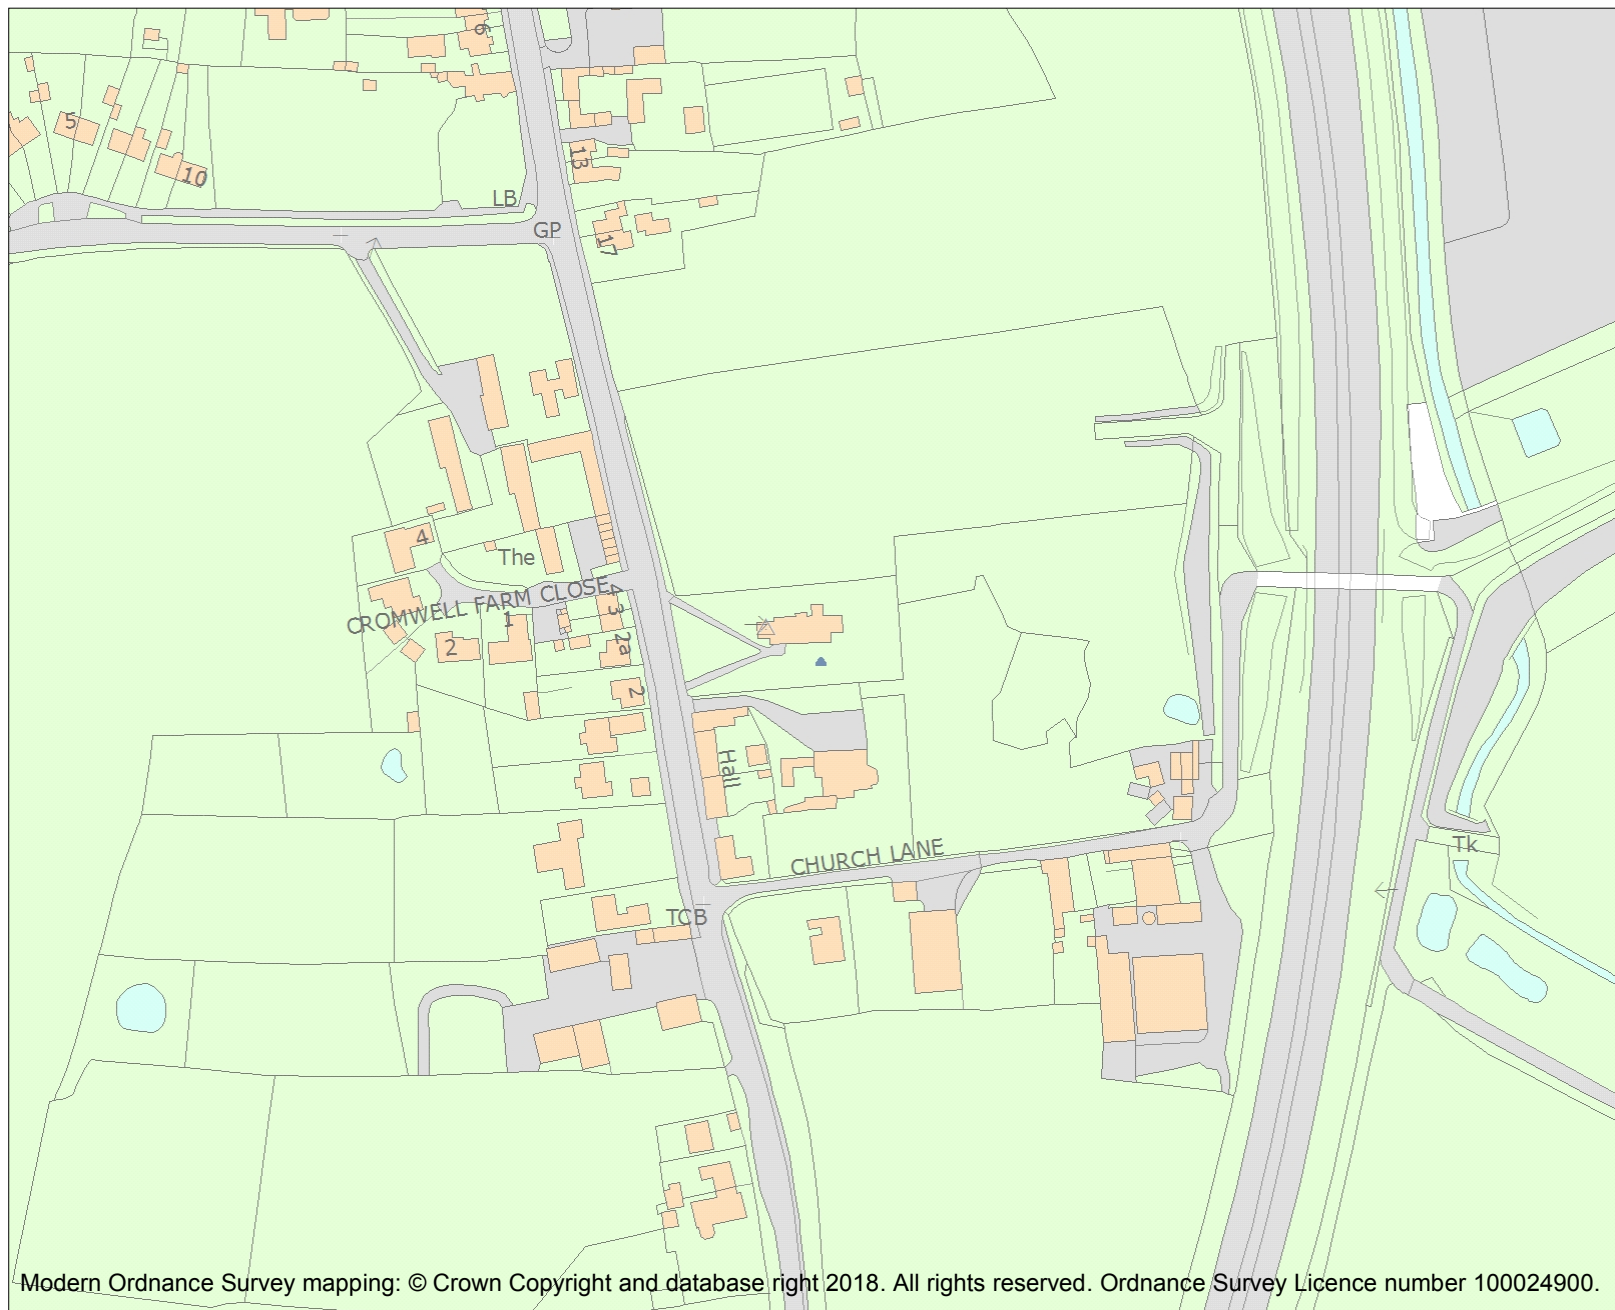 6
5
10
13
LB
GP
17
4
The
CROMWELL FARM CLOSE
4
3
1
2a
2
2
Hall
CHURCH LANE
Tk
TCB
Modern Ordnance Survey mapping: © Crown Copyright and database right 2018. All rights reserved. Ordnance Survey Licence number 100024900.